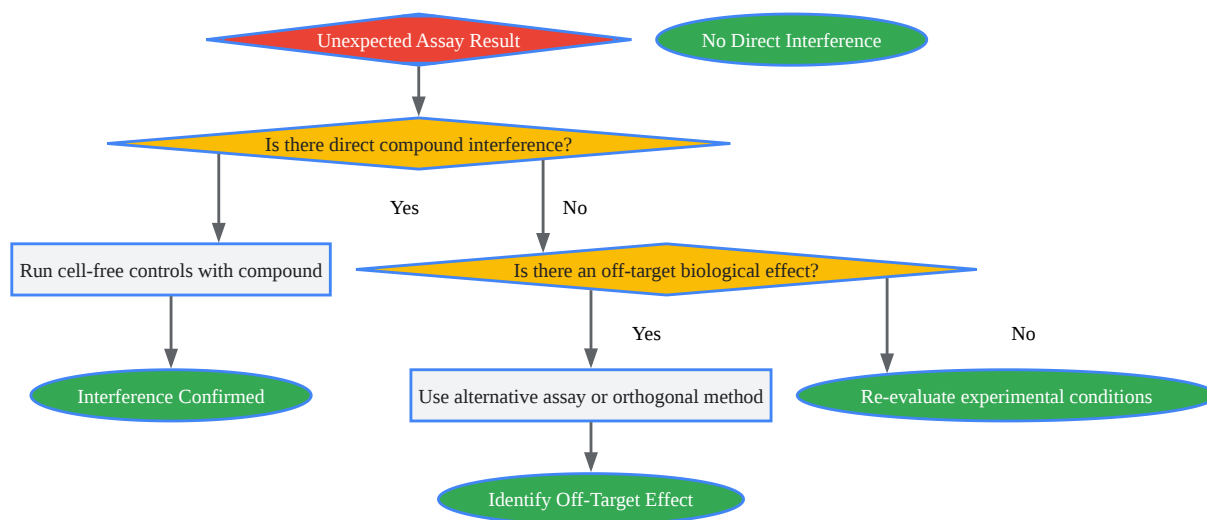 Unexpected Assay Result
No Direct Interference
Is there direct compound interference?
Yes
No
Run cell-free controls with compound
Is there an off-target biological effect?
Yes
No
Interference Confirmed
Use alternative assay or orthogonal method
Re-evaluate experimental conditions
Identify Off-Target Effect